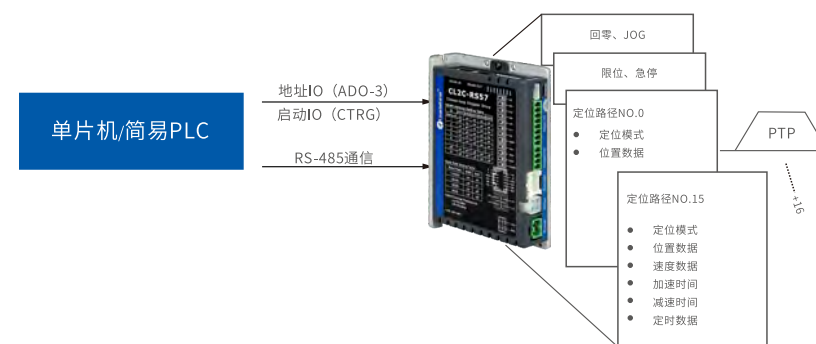 单片机/简易PLC
地址IO（ADO-3）
启动IO（CTRG）
RS-485通信
CL2C-RS57
回零、JOG
限位、急停
定位路径NO.0
● 定位模式
● 位置数据
定位路径NO.15
● 定位模式
● 位置数据
● 速度数据
● 加速时间
● 减速时间
● 定时数据
PTP
+16